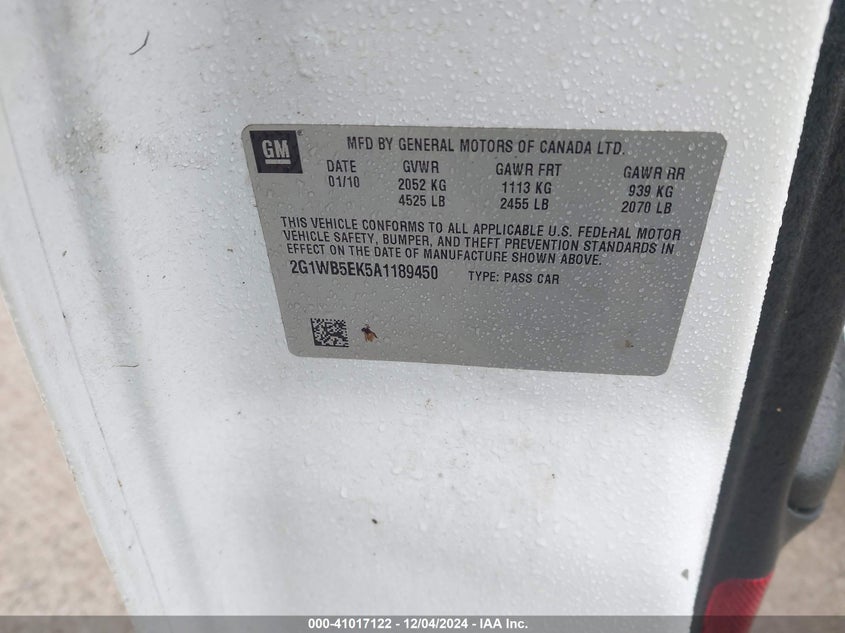 GM
MFD BY GENERAL MOTORS OF CANADA LTD.
DATE GVWR GAWR FRT GAWR RR
01/10 2052 KG 1113 KG 939 KG
4525 LB 2455 LB 2070 LB
THIS VEHICLE CONFORMS TO ALL APPLICABLE U.S. FEDERAL MOTOR
VEHICLE SAFETY, BUMPER, AND THEFT PREVENTION STANDARDS IN
EFFECT ON THE DATE OF MANUFACTURE SHOWN ABOVE.
2G1WB5EK5A1189450 TYPE: PASS CAR
000-41017122 - 12/04/2024 - IAA Inc.